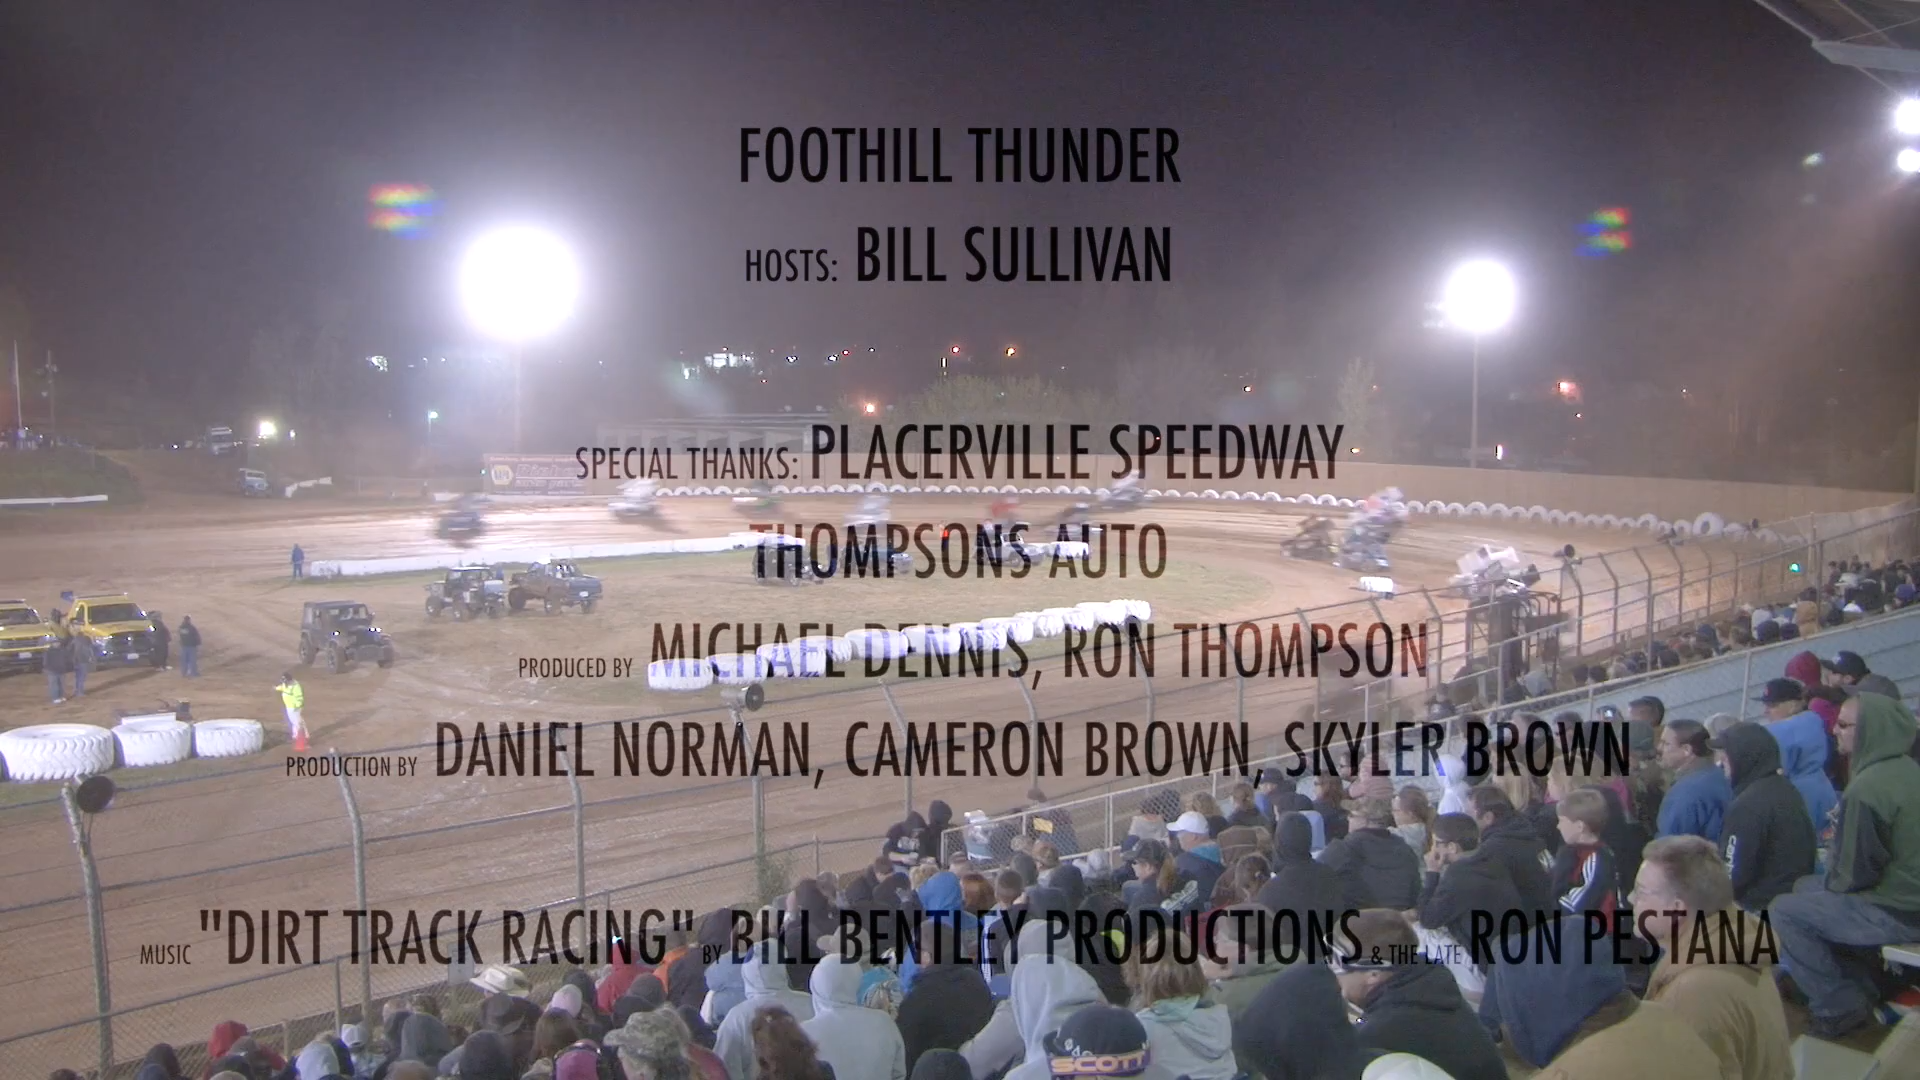 FOOTHILL THUNDER
HOSTS: BILL SULLIVAN
SPECIAL THANKS: PLACERVILLE SPEEDWAY
THOMPSONS AUTO
PRODUCED BY MICHAEL DENNIS, RON THOMPSON
PRODUCTION BY DANIEL NORMAN, CAMERON BROWN, SKYLER BROWN
MUSIC "DIRT TRACK RACING" BY BILL BENTLEY PRODUCTIONS & THE LATE RON PESTANA
SCOTT